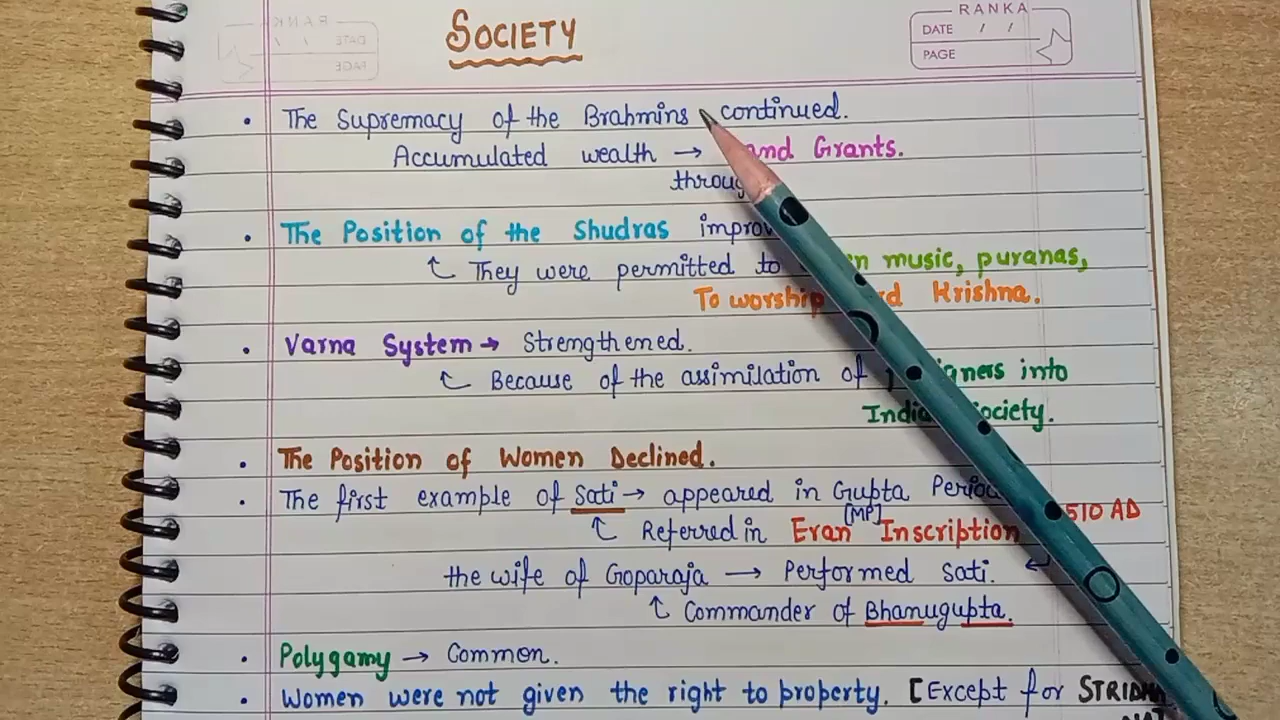 SOCIETY
RANKA
DATE / /
PAGE
• The Supremacy of the Brahmins continued.
Accumulated wealth → Grants.
• The Position of the Shudras
They were permitted to music, puranas,
To worship Krishna.
• Varna System → Strengthened.
Because of the assimilation of into
• The Position of Women Declined.
• The first example of Sati → appeared in Gupta
[MP]
Referred in Eran Inscription 510 AD
the wife of Goparaja → Performed Sati.
Commander of Bhanugupta.
• Polygamy → Common.
• Women were not given the right to property. [Except for